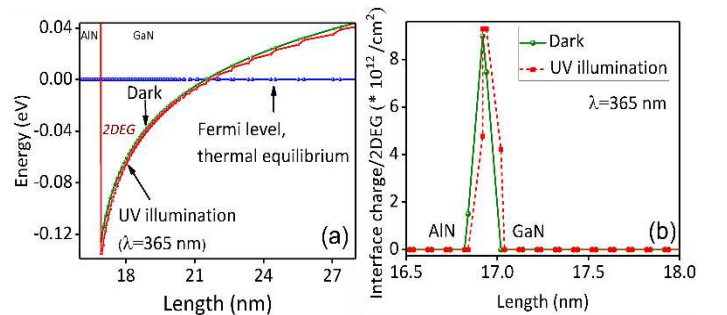 AlN GaN
0.04
0.00
-0.04
-0.08
-0.12
Energy (eV)
Dark
2DEG
Fermi level,
thermal equilibrium
UV illumination
(λ=365 nm)
(a)
18 21 24 27
Length (nm)
Interface charge/2DEG (* 10¹² /cm²)
8
6
4
2
0
Dark
UV illumination
λ=365 nm
AlN GaN
(b)
16.5 17.0 17.5 18.0
Length (nm)